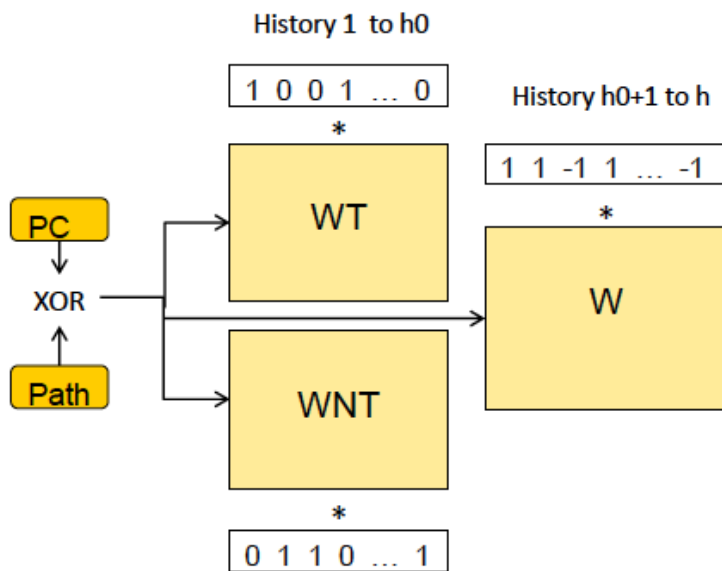 History 1 to h0
1 0 0 1 ... 0
*
History h0+1 to h
1 1 -1 1 ... -1
*
PC
WT
XOR
W
Path
WNT
*
0 1 1 0 ... 1